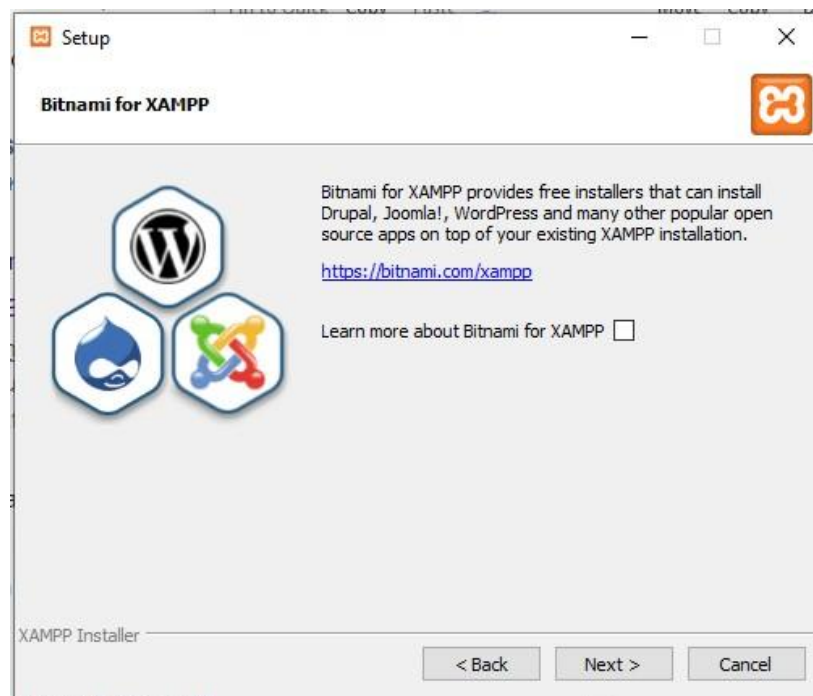 Setup
Bitnami for XAMPP
Bitnami for XAMPP provides free installers that can install
Drupal, Joomla!, WordPress and many other popular open
source apps on top of your existing XAMPP installation.
https://bitnami.com/xampp
Learn more about Bitnami for XAMPP
XAMPP Installer
< Back
Next >
Cancel